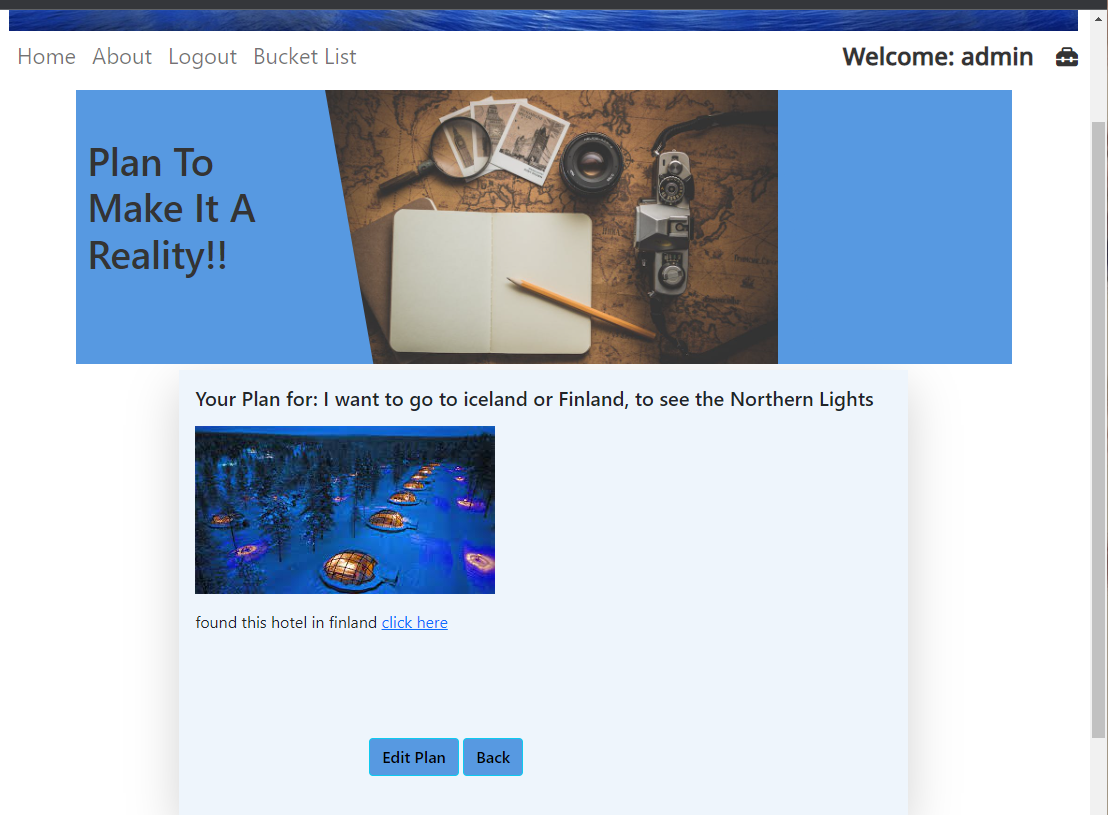 Home About Logout Bucket List
Welcome: admin
Plan To
Make It A
Reality!!
Your Plan for: I want to go to iceland or Finland, to see the Northern Lights
found this hotel in finland click here
Edit Plan Back